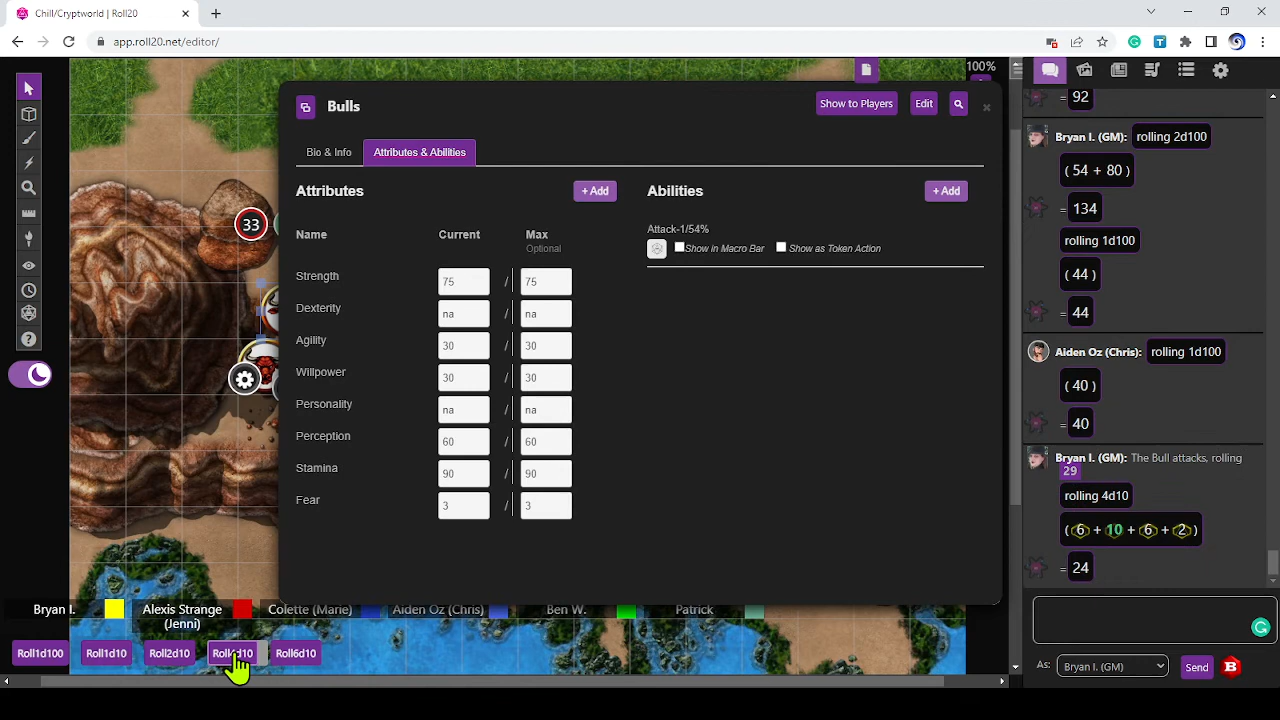 Chill/Cryptworld | Roll20
app.roll20.net/editor/
100%
33
Bulls
Show to Players
Edit
Bio & Info
Attributes & Abilities
Attributes
+ Add
Abilities
+ Add
Name
Current
Max
Optional
Attack-1/54%
Show in Macro Bar
Show as Token Action
Strength 75 / 75
Dexterity na / na
Agility 30 / 30
Willpower 30 / 30
Personality na / na
Perception 60 / 60
Stamina 90 / 90
Fear 3 / 3
= 92
Bryan I. (GM): rolling 2d100
( 54 + 80 )
= 134
rolling 1d100
( 44 )
= 44
Aiden Oz (Chris): rolling 1d100
( 40 )
= 40
Bryan I. (GM): The Bull attacks, rolling
29
rolling 4d10
( 6 + 10 + 6 + 2 )
= 24
Bryan I.
Alexis Strange
(Jenni)
Colette (Marie)
Aiden Oz (Chris)
Ben W.
Patrick
Roll1d100
Roll1d10
Roll2d10
Roll4d10
Roll6d10
As:
Bryan I. (GM)
Send